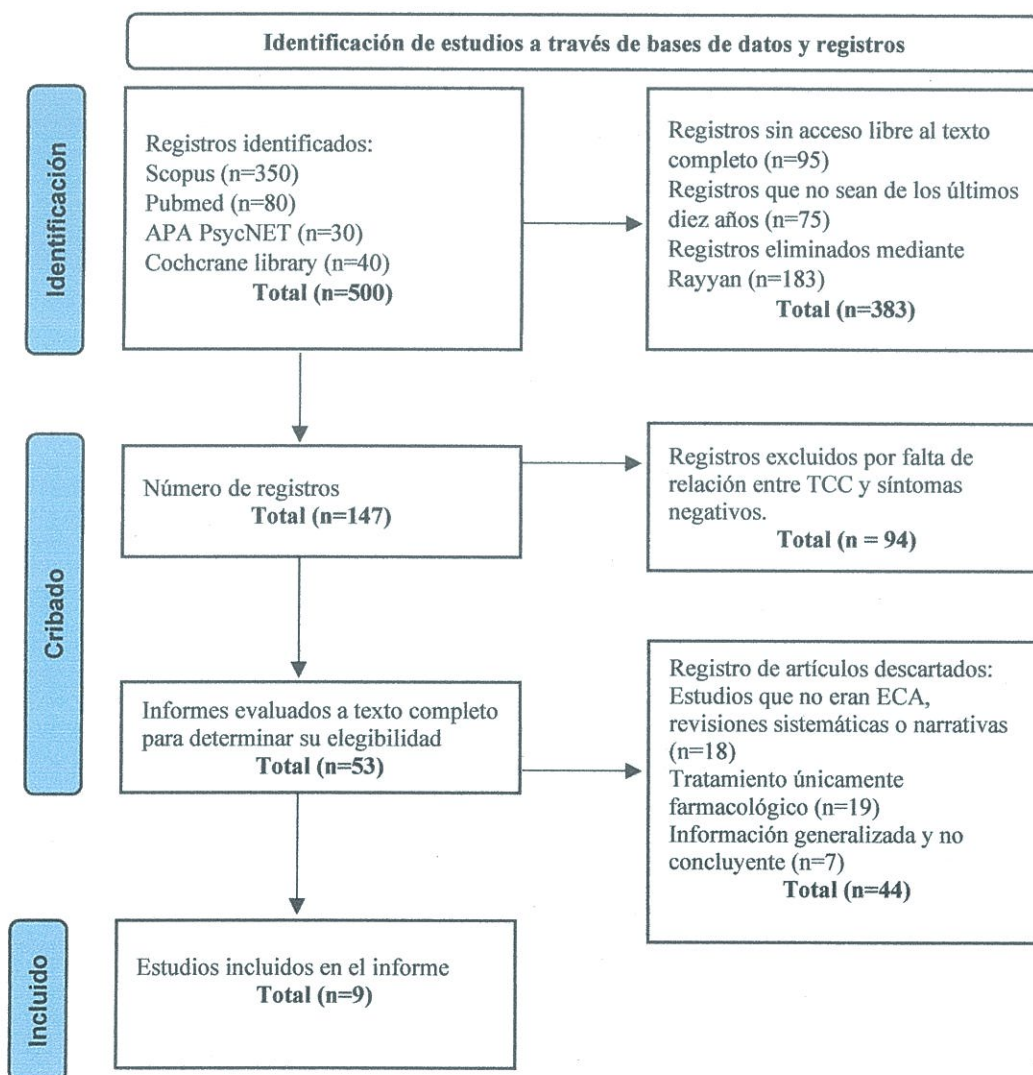 Identificación de estudios a través de bases de datos y registros
Identificación
Registros identificados:
Scopus (n=350)
Pubmed (n=80)
APA PsycNET (n=30)
Cochcrane library (n=40)
Total (n=500)
Registros sin acceso libre al texto
completo (n=95)
Registros que no sean de los últimos
diez años (n=75)
Registros eliminados mediante
Rayyan (n=183)
Total (n=383)
Cribado
Número de registros
Total (n=147)
Registros excluidos por falta de
relación entre TCC y síntomas
negativos.
Total (n = 94)
Informes evaluados a texto completo
para determinar su elegibilidad
Total (n=53)
Registro de artículos descartados:
Estudios que no eran ECA,
revisiones sistemáticas o narrativas
(n=18)
Tratamiento únicamente
farmacológico (n=19)
Información generalizada y no
concluyente (n=7)
Total (n=44)
Incluido
Estudios incluidos en el informe
Total (n=9)